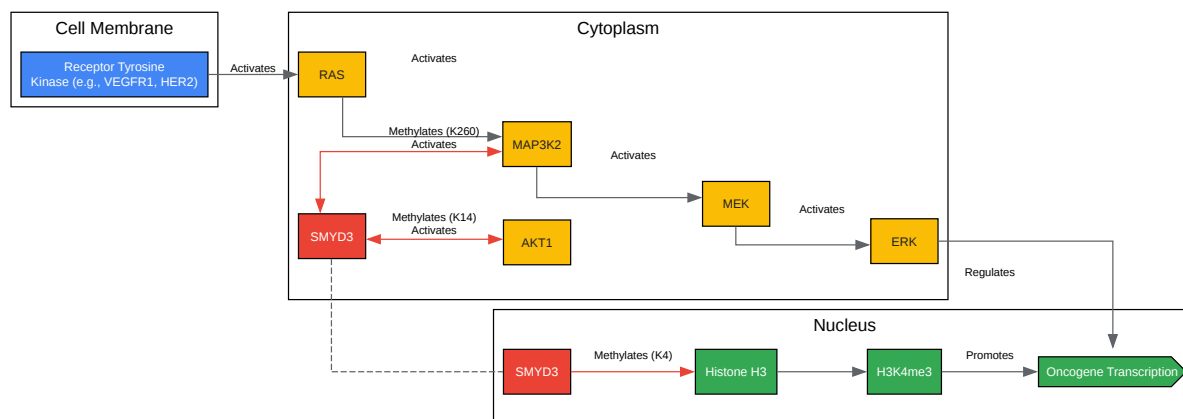 Cell Membrane
Receptor Tyrosine
Kinase (e.g., VEGFR1, HER2)
Activates
Cytoplasm
RAS
Activates
Methylates (K260)
Activates
MAP3K2
Activates
MEK
Activates
ERK
SMYD3
Methylates (K14)
Activates
AKT1
Regulates
Nucleus
SMYD3
Methylates (K4)
Histone H3
H3K4me3
Promotes
Oncogene Transcription